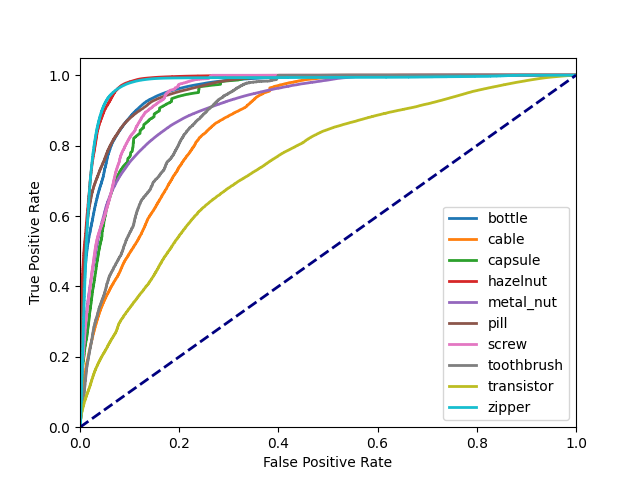 1.0
0.8
0.6
0.4
0.2
0.0
True Positive Rate
0.0 0.2 0.4 0.6 0.8 1.0
False Positive Rate
bottle
cable
capsule
hazelnut
metal_nut
pill
screw
toothbrush
transistor
zipper